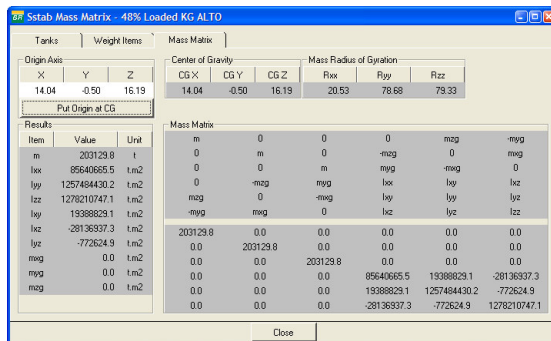 BR Sstab Mass Matrix - 48% Loaded KG ALTO
Tanks Weight Items Mass Matrix
Origin Axis
X Y Z
14.04 -0.50 16.19
Put Origin at CG
Center of Gravity
CG X CG Y CG Z
14.04 -0.50 16.19
Mass Radius of Gyration
Rxx Ryy Rzz
20.53 78.68 79.33
Results
Item Value Unit
m 203129.8 t
Ixx 85640665.5 t.m2
Iyy 1257484430.2 t.m2
Izz 1278210747.1 t.m2
Ixy 19388829.1 t.m2
Ixz -28136937.3 t.m2
Iyz -772624.9 t.m2
mxg 0.0 t.m2
myg 0.0 t.m2
mzg 0.0 t.m2
Mass Matrix
m 0 0 0 mzg -myg
0 m 0 -mzg 0 mxg
0 0 m myg -mxg 0
0 -mzg myg Ixx Ixy Ixz
mzg 0 -mxg Ixy Iyy Iyz
-myg mxg 0 Ixz Iyz Izz
203129.8 0.0 0.0 0.0 0.0 0.0
0.0 203129.8 0.0 0.0 0.0 0.0
0.0 0.0 203129.8 0.0 0.0 0.0
0.0 0.0 0.0 85640665.5 19388829.1 -28136937.3
0.0 0.0 0.0 19388829.1 1257484430.2 -772624.9
0.0 0.0 0.0 -28136937.3 -772624.9 1278210747.1
Close